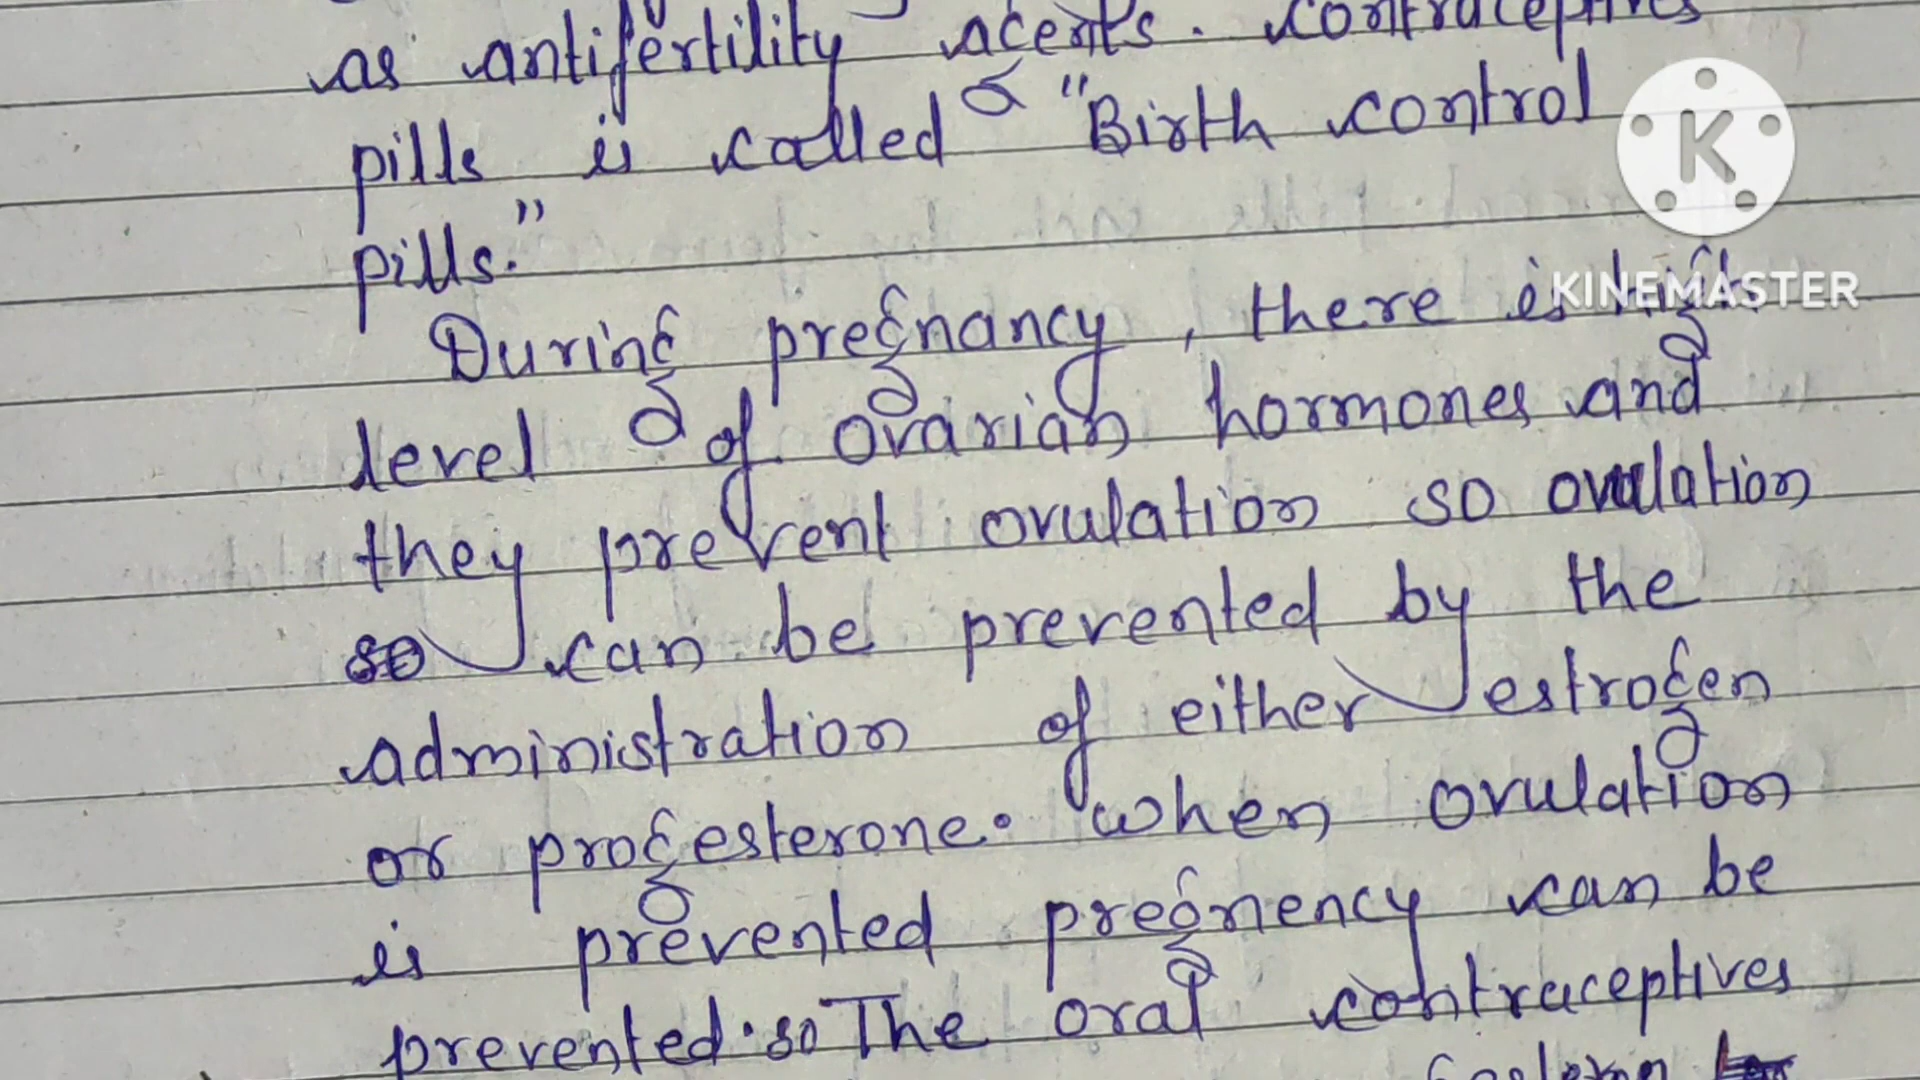 as antifertility agents. contraceptives
pills is called "Birth control
pills."
During pregnancy, there is high
level of ovarian hormones and
they prevent ovulation so ovulation
so can be prevented by the
administration of either estrogen
or progesterone. when ovulation
is prevented pregnency can be
prevented. so The oral contraceptives
K
KINEMASTER